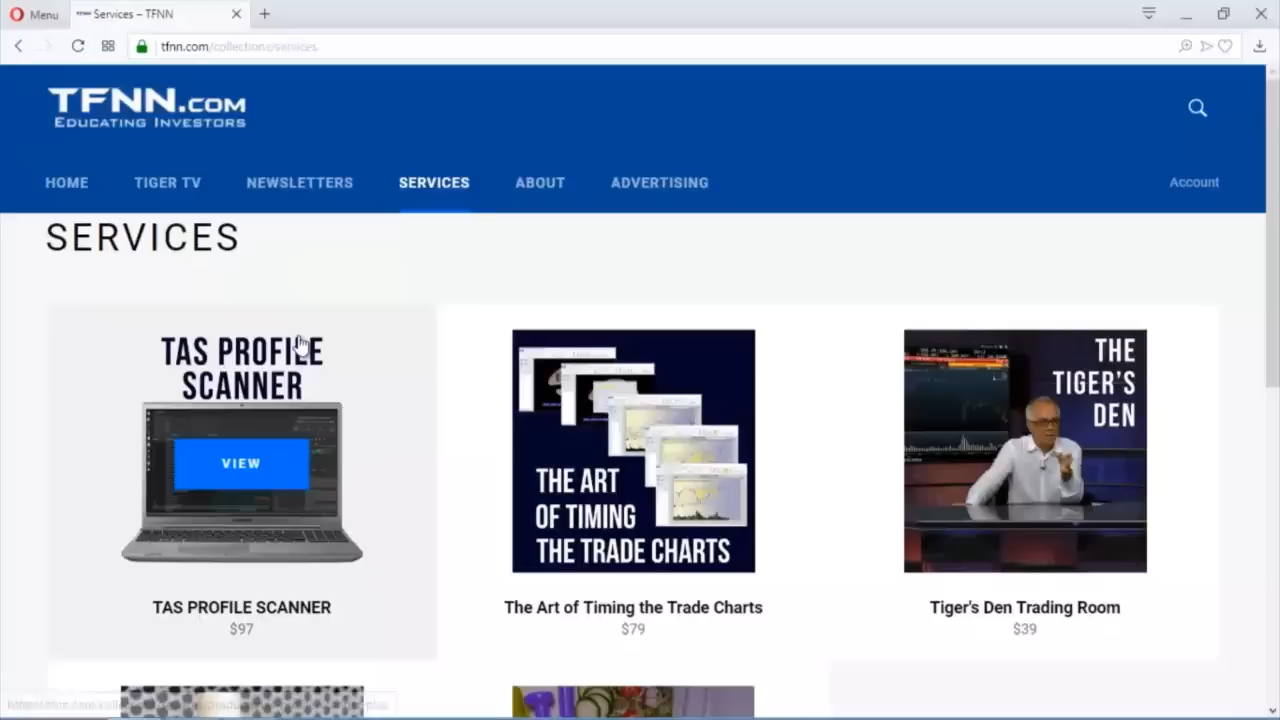 Menu
Services – TFNN
tfnn.com/collections/services
TFNN.COM
EDUCATING INVESTORS
HOME
TIGER TV
NEWSLETTERS
SERVICES
ABOUT
ADVERTISING
Account
SERVICES
TAS PROFILE
SCANNER
VIEW
THE ART
OF TIMING
THE TRADE CHARTS
THE
TIGER'S
DEN
TAS PROFILE SCANNER
$97
The Art of Timing the Trade Charts
$79
Tiger's Den Trading Room
$39